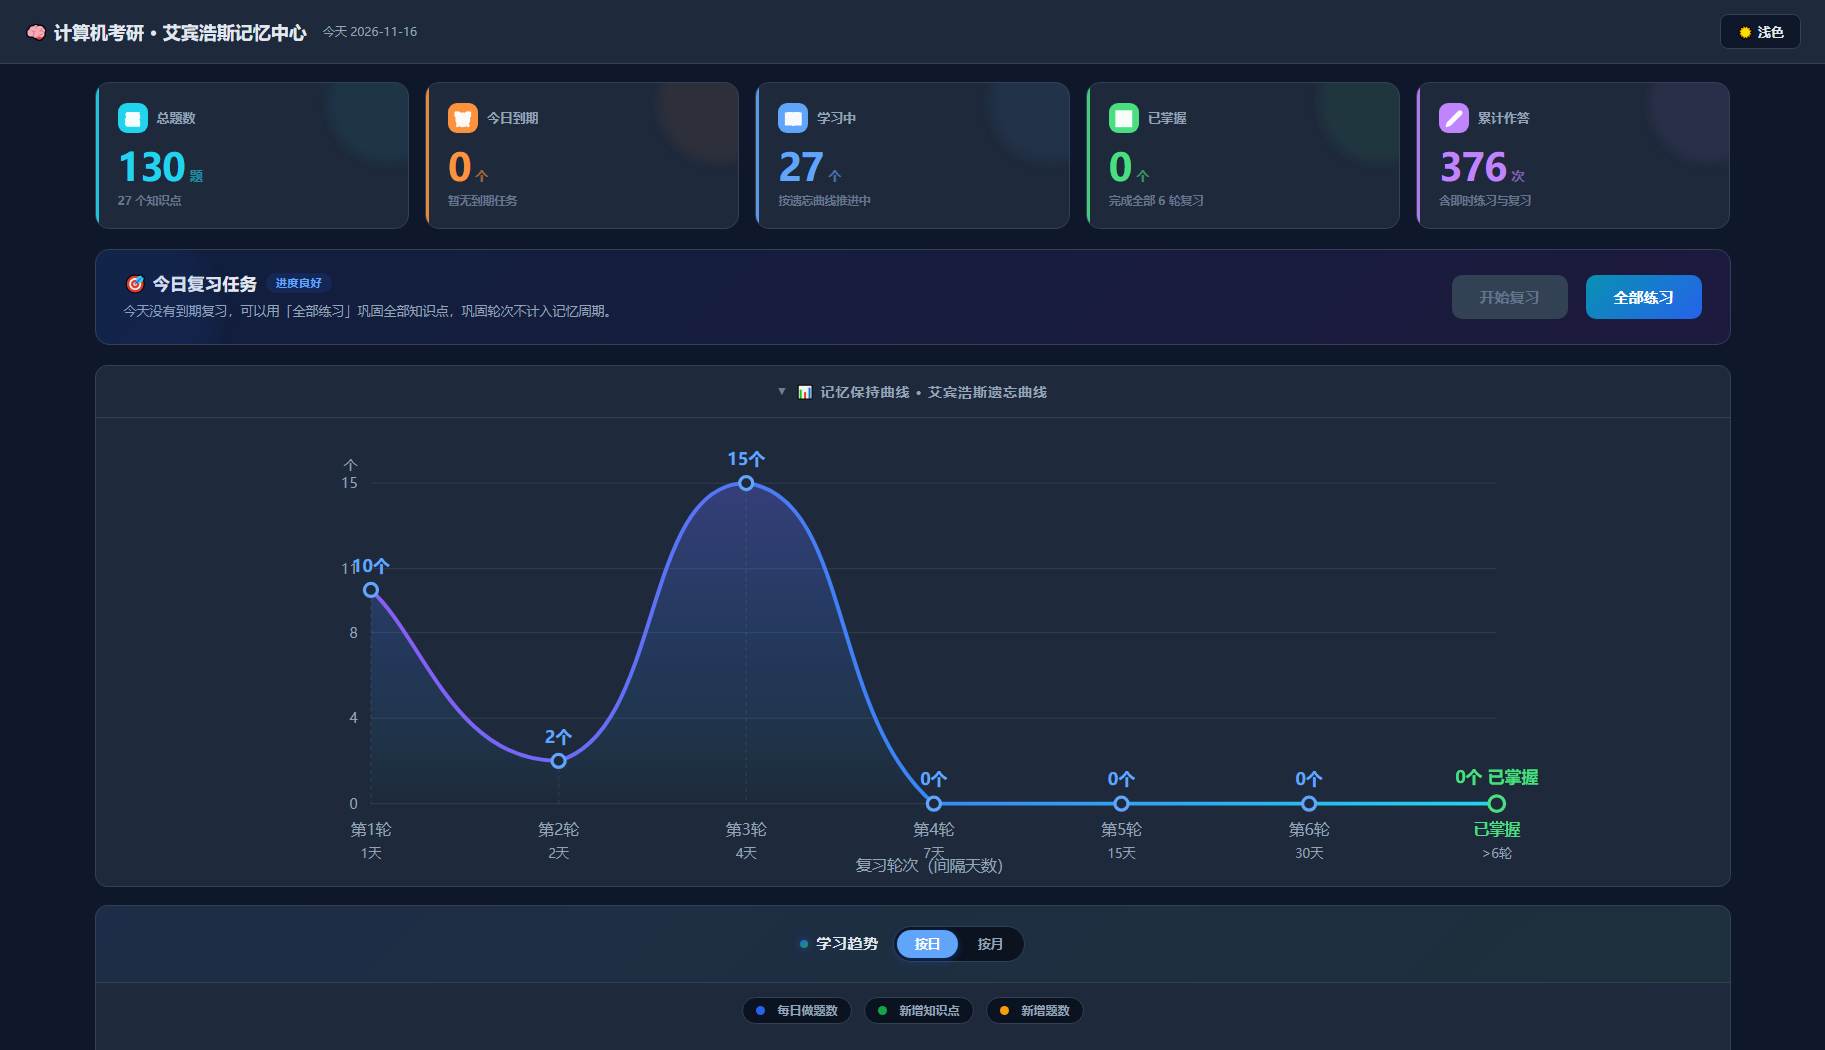 计算机考研 • 艾宾浩斯记忆中心 今天 2026-11-16
浅色
总题数
130 题
27 个知识点
今日到期
0 个
暂无到期任务
学习中
27 个
按遗忘曲线推进中
已掌握
0 个
完成全部 6 轮复习
累计作答
376 次
含即时练习与复习
今日复习任务 进度良好
今天没有到期复习，可以用「全部练习」巩固全部知识点，巩固轮次不计入记忆周期。
开始复习
全部练习
▼ 记忆保持曲线 • 艾宾浩斯遗忘曲线
个
15
11
8
4
0
10个
2个
15个
0个
0个
0个
0个 已掌握
第1轮 第2轮 第3轮 第4轮 第5轮 第6轮 已掌握
1天 2天 4天 7天 15天 30天 >6轮
复习轮次（间隔天数）
学习趋势 按日 按月
每日做题数 新增知识点 新增题数